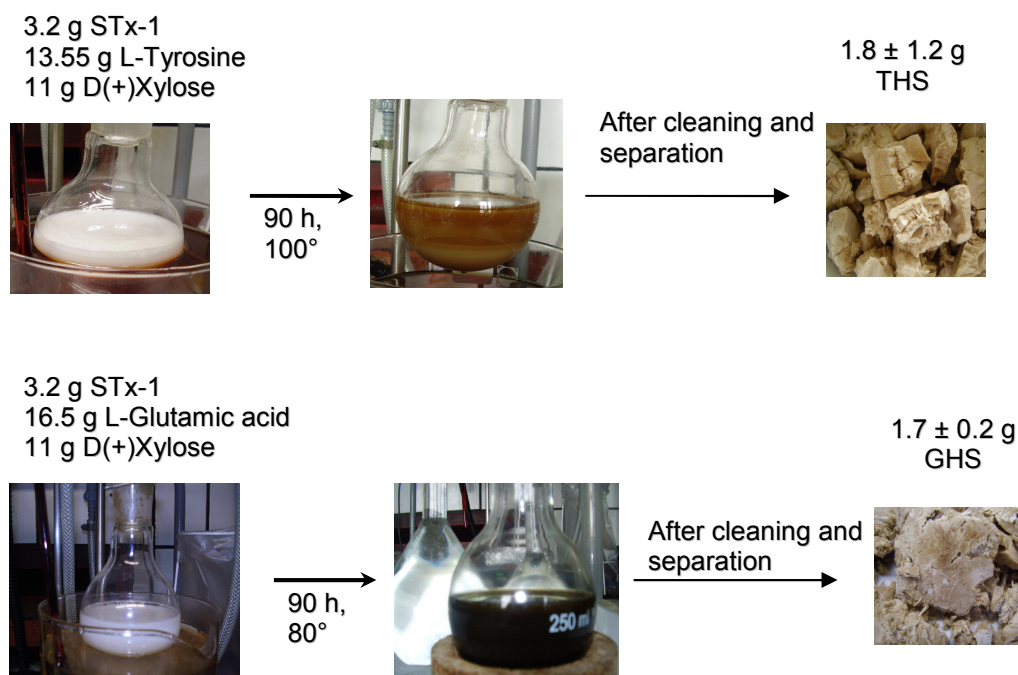 3.2 g STx-1
13.55 g L-Tyrosine
11 g D(+)Xylose
90 h,
100°
After cleaning and
separation
1.8 ± 1.2 g
THS
3.2 g STx-1
16.5 g L-Glutamic acid
11 g D(+)Xylose
90 h,
80°
250 ml
After cleaning and
separation
1.7 ± 0.2 g
GHS